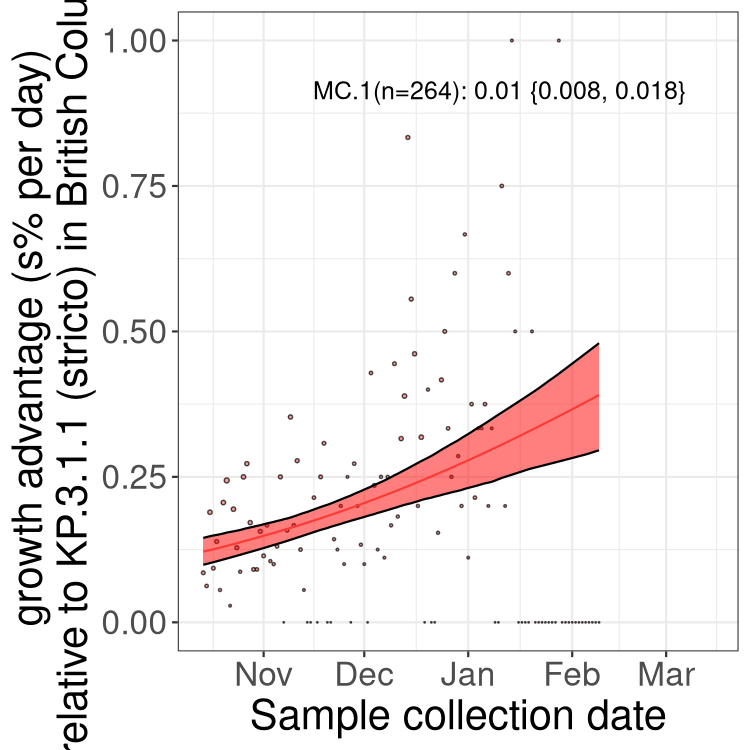 growth advantage (s% per day)
relative to KP.3.1.1 (stricto) in British Colu
1.00
0.75
0.50
0.25
0.00
MC.1(n=264): 0.01 {0.008, 0.018}
Nov Dec Jan Feb Mar
Sample collection date